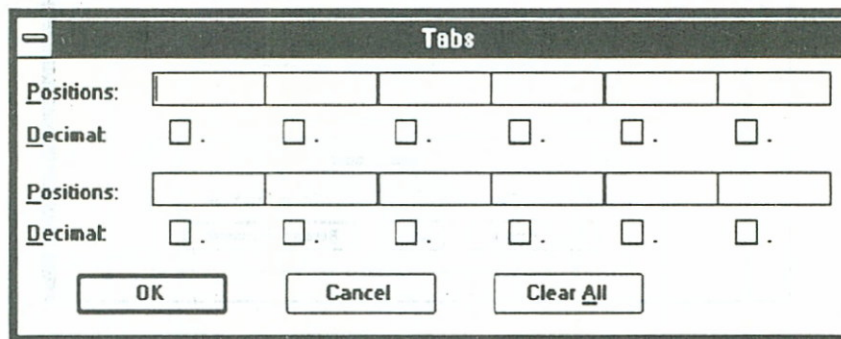 Tabs
Positions:
Decimal: . . . . . .
Positions:
Decimal: . . . . . .
OK Cancel Clear All